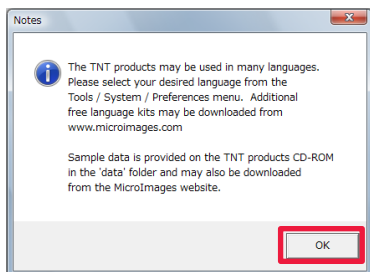 Notes
The TNT products may be used in many languages.
Please select your desired language from the
Tools / System / Preferences menu.  Additional
free language kits may be downloaded from
www.microimages.com
Sample data is provided on the TNT products CD-ROM
in the 'data' folder and may also be downloaded
from the MicroImages website.
OK